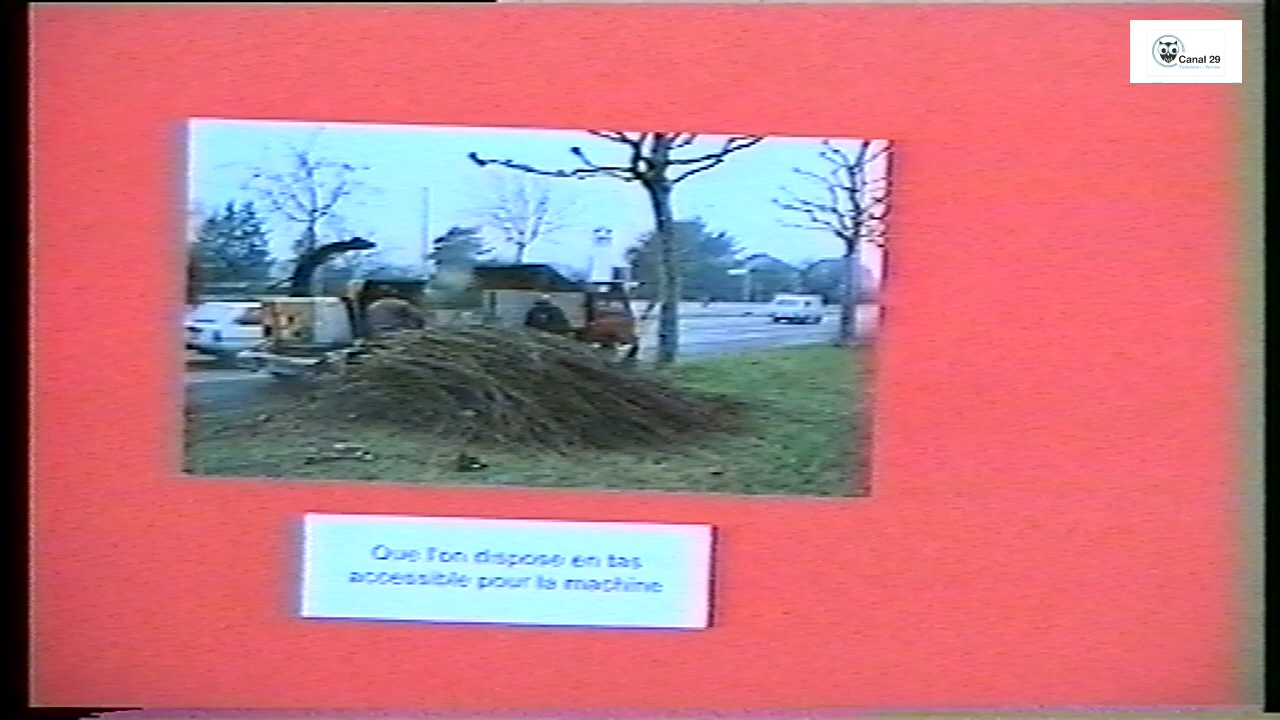 Canal 29
Que l'on dispose en tas
accessible pour la machine